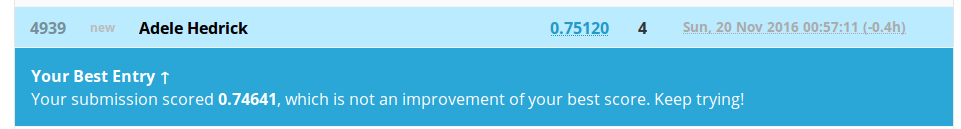 4939 new Adele Hedrick 0.75120 4 Sun, 20 Nov 2016 00:57:11 (-0.4h)
Your Best Entry ↑
Your submission scored 0.74641, which is not an improvement of your best score. Keep trying!